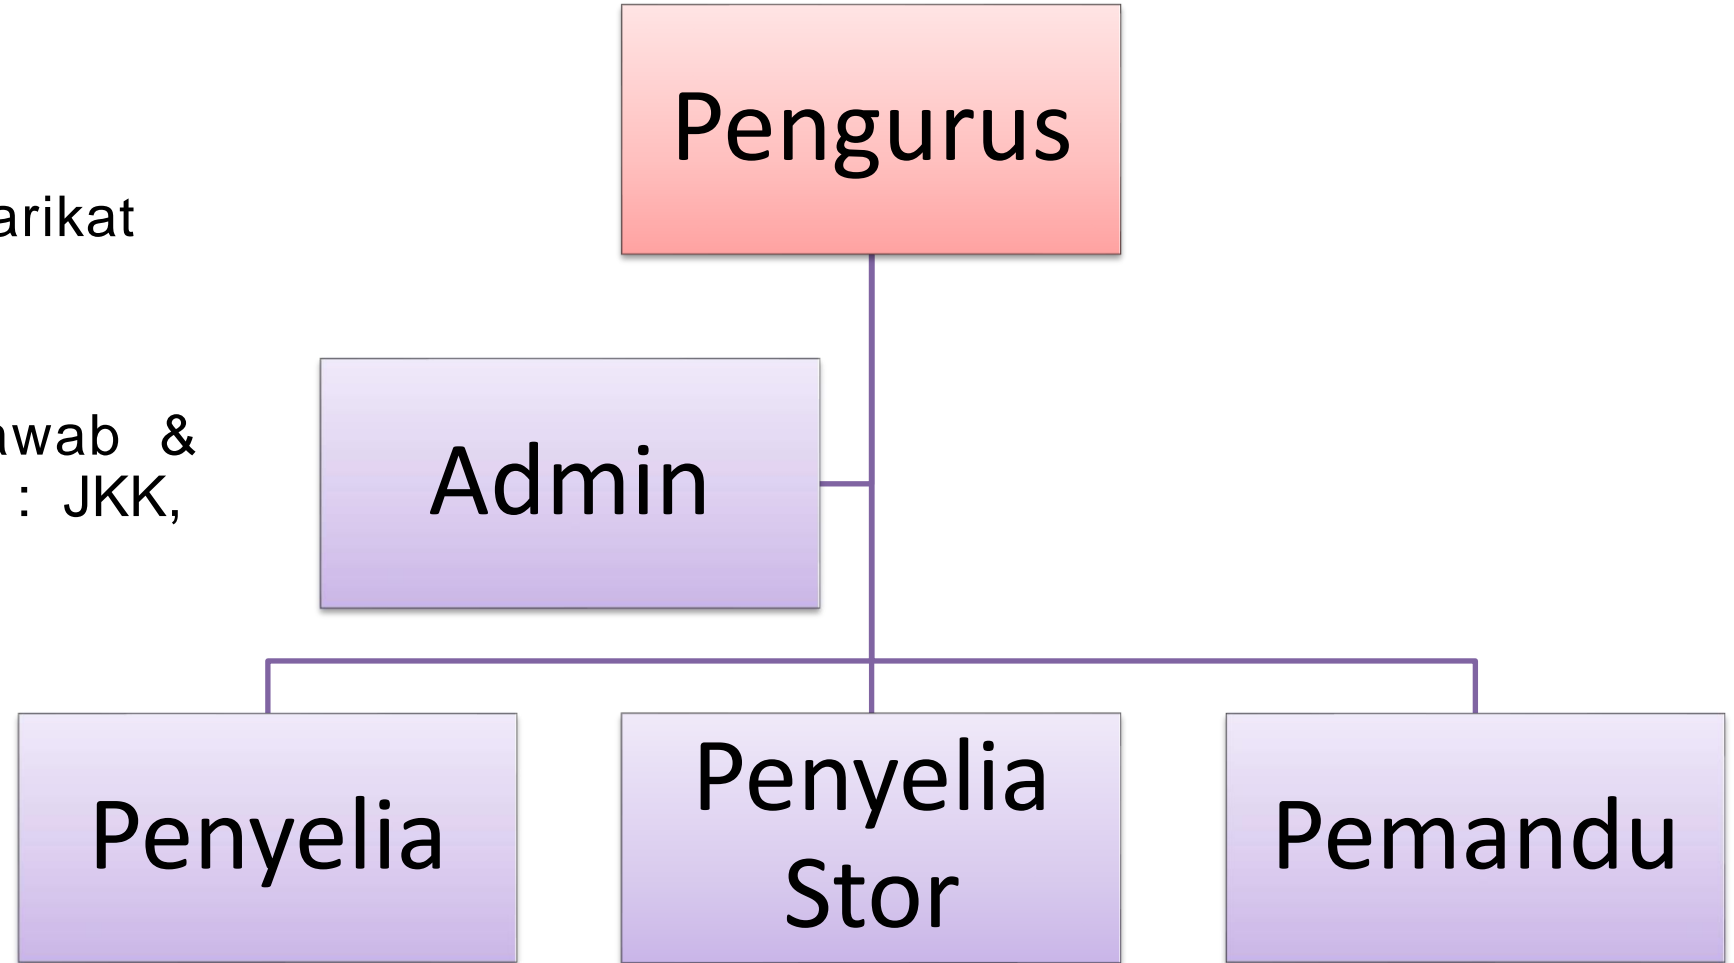 Pengurus
arikat
Admin
awab &
: JKK,
Penyelia
Penyelia
Stor
Pemandu